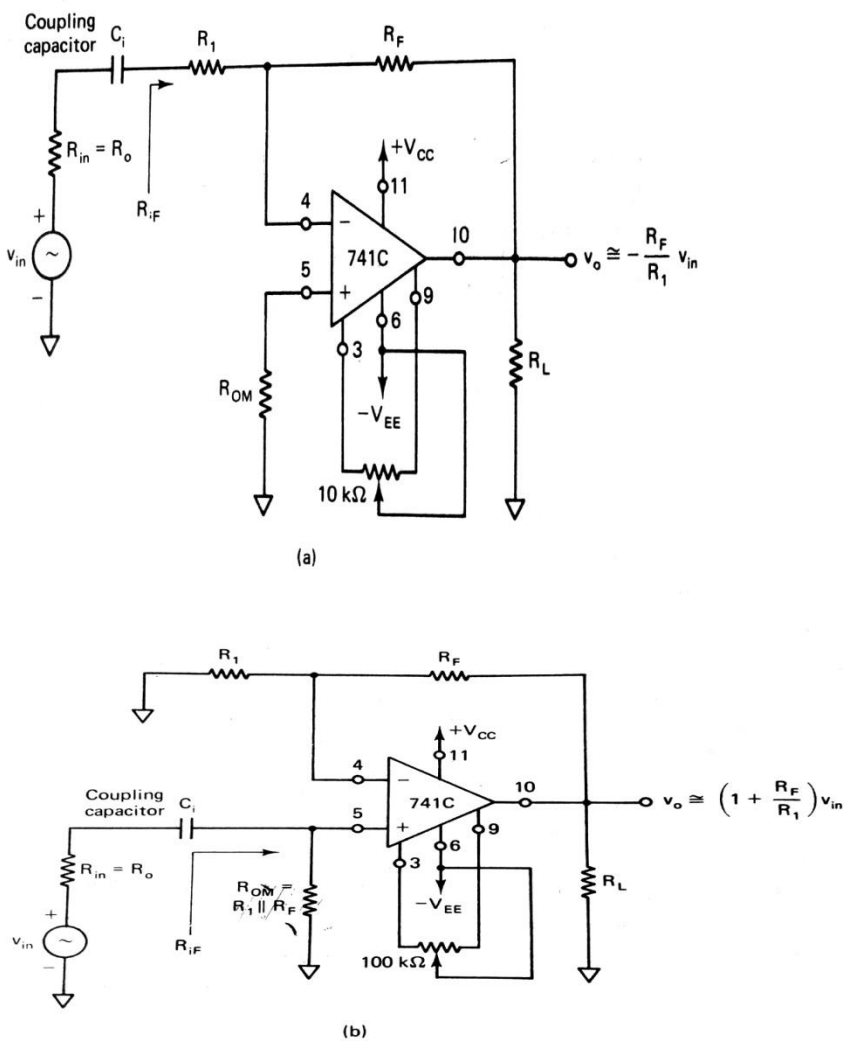 Coupling
capacitor
C_i
R_1
R_F
R_in = R_o
R_iF
+
v_in
−
+V_CC
11
4
−
741C
10
v_o ≅ − R_F/R_1 v_in
5
+
9
6
3
R_OM
−V_EE
R_L
10 kΩ
(a)
R_1
R_F
+V_CC
11
4
−
741C
10
v_o ≅ (1 + R_F/R_1) v_in
Coupling
capacitor
C_i
5
+
9
6
3
R_in = R_o
R_OM =
R_1 || R_F
−V_EE
R_L
+
v_in
−
R_iF
100 kΩ
(b)